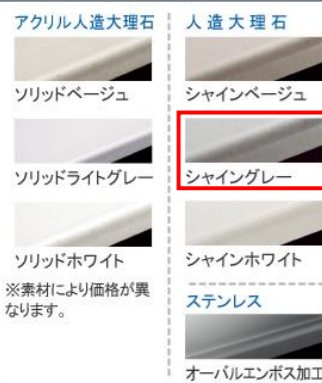 アクリル人造大理石
ソリッドベージュ
ソリッドライトグレー
ソリッドホワイト
※素材により価格が異
なります。
人造大理石
シャインベージュ
シャイングレー
シャインホワイト
ステンレス
オーバルエンボス加工